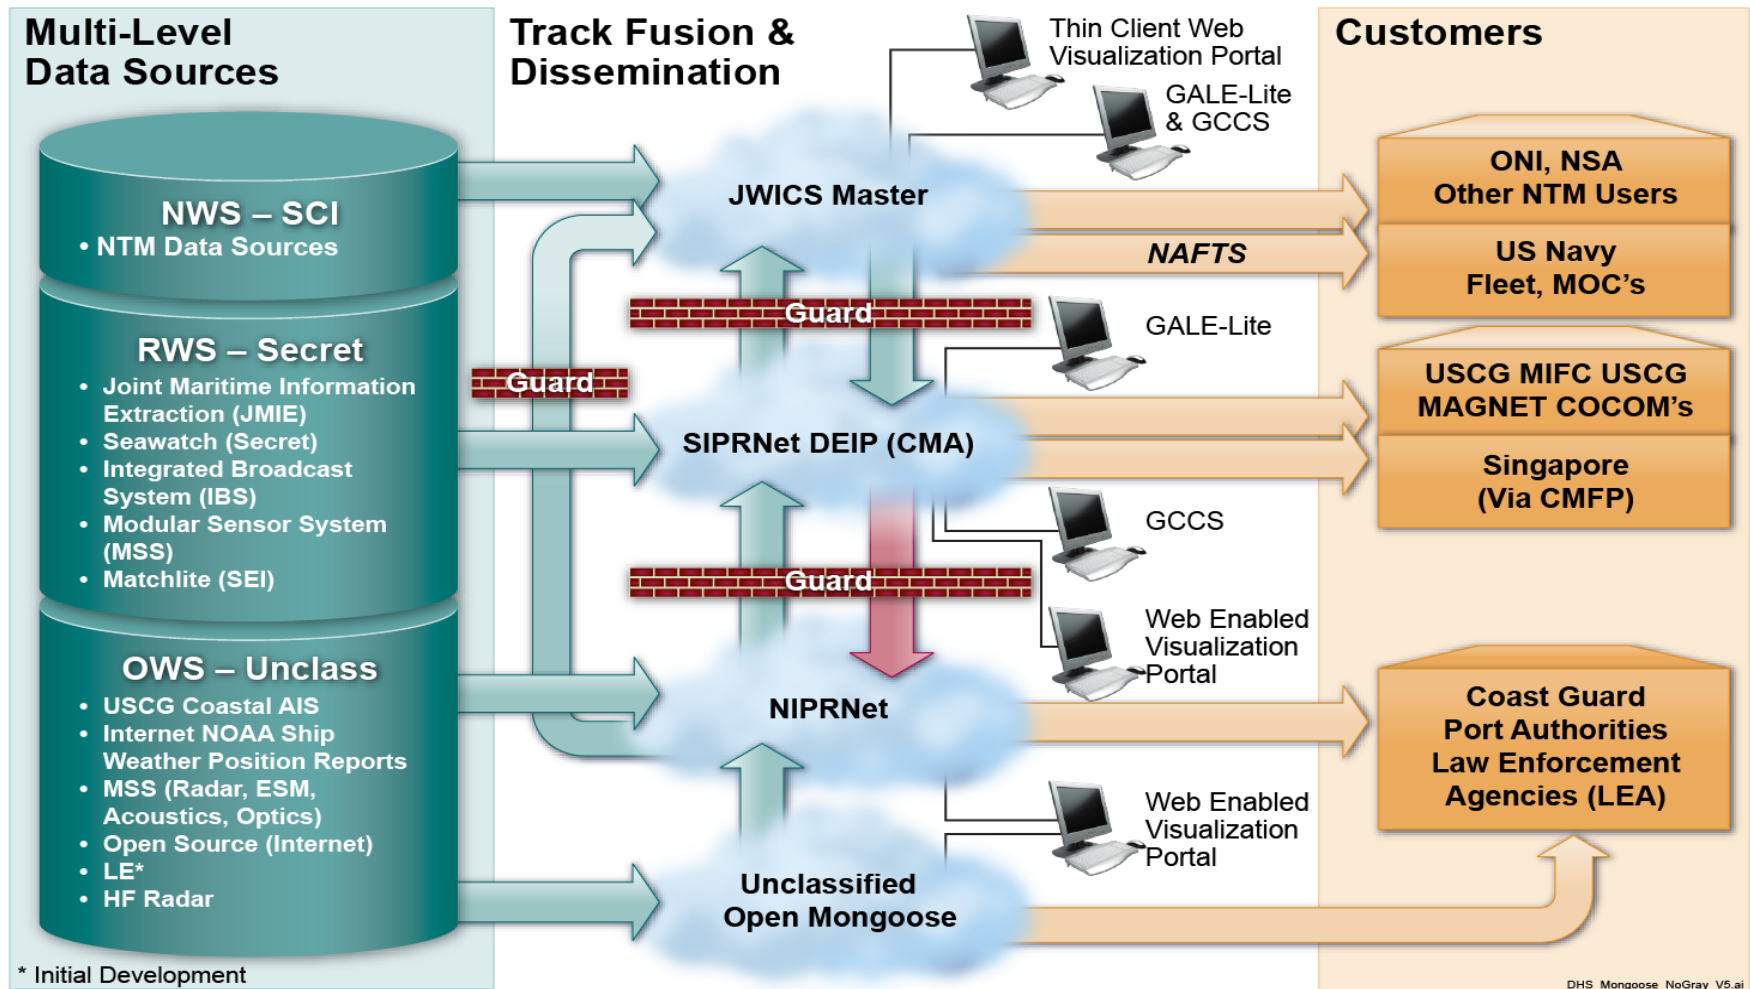 Multi-Level
Data Sources
NWS – SCI
• NTM Data Sources
RWS – Secret
• Joint Maritime Information
Extraction (JMIE)
• Seawatch (Secret)
• Integrated Broadcast
System (IBS)
• Modular Sensor System
(MSS)
• Matchlite (SEI)
OWS – Unclass
• USCG Coastal AIS
• Internet NOAA Ship
Weather Position Reports
• MSS (Radar, ESM,
Acoustics, Optics)
• Open Source (Internet)
• LE*
• HF Radar
* Initial Development
Track Fusion &
Dissemination
Thin Client Web
Visualization Portal
GALE-Lite
& GCCS
JWICS Master
NAFTS
Guard
GALE-Lite
Guard
SIPRNet DEIP (CMA)
GCCS
Guard
Web Enabled
Visualization
Portal
NIPRNet
Web Enabled
Visualization
Portal
Unclassified
Open Mongoose
Customers
ONI, NSA
Other NTM Users
US Navy
Fleet, MOC’s
USCG MIFC USCG
MAGNET COCOM’s
Singapore
(Via CMFP)
Coast Guard
Port Authorities
Law Enforcement
Agencies (LEA)
DHS_Mongoose_NoGray_V5.ai